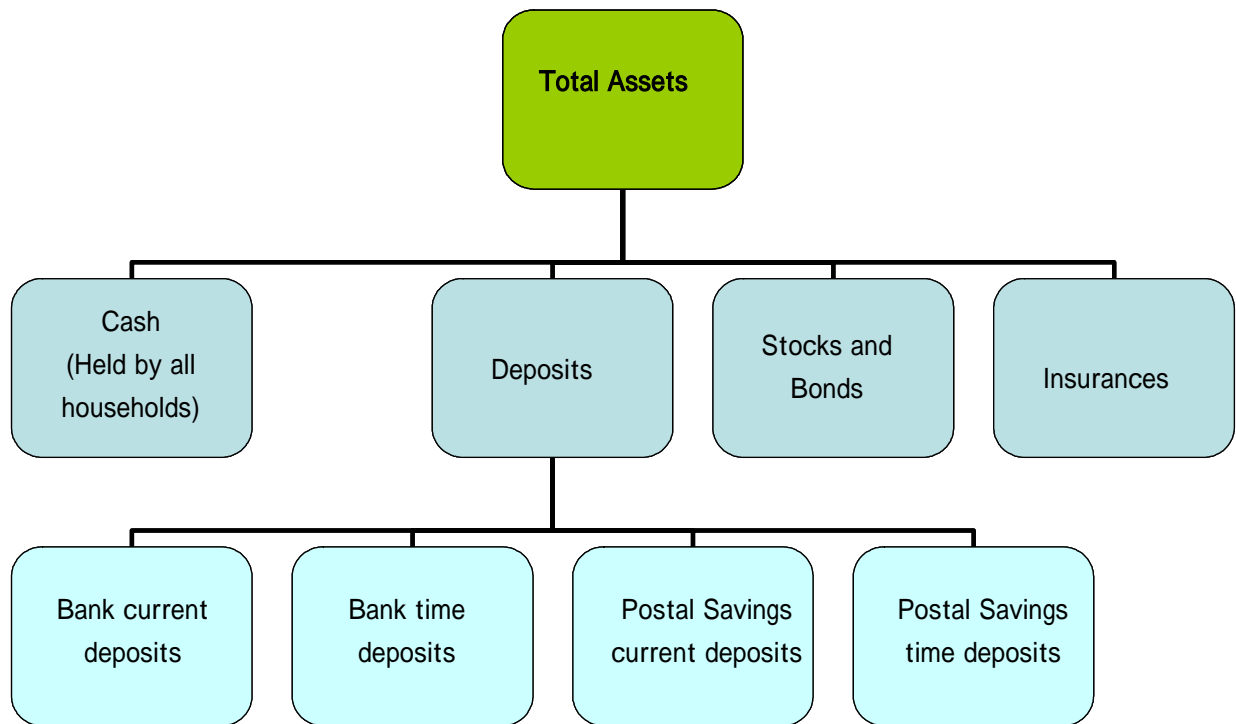 Total Assets
Cash
(Held by all
households)
Deposits
Stocks and
Bonds
Insurances
Bank current
deposits
Bank time
deposits
Postal Savings
current deposits
Postal Savings
time deposits